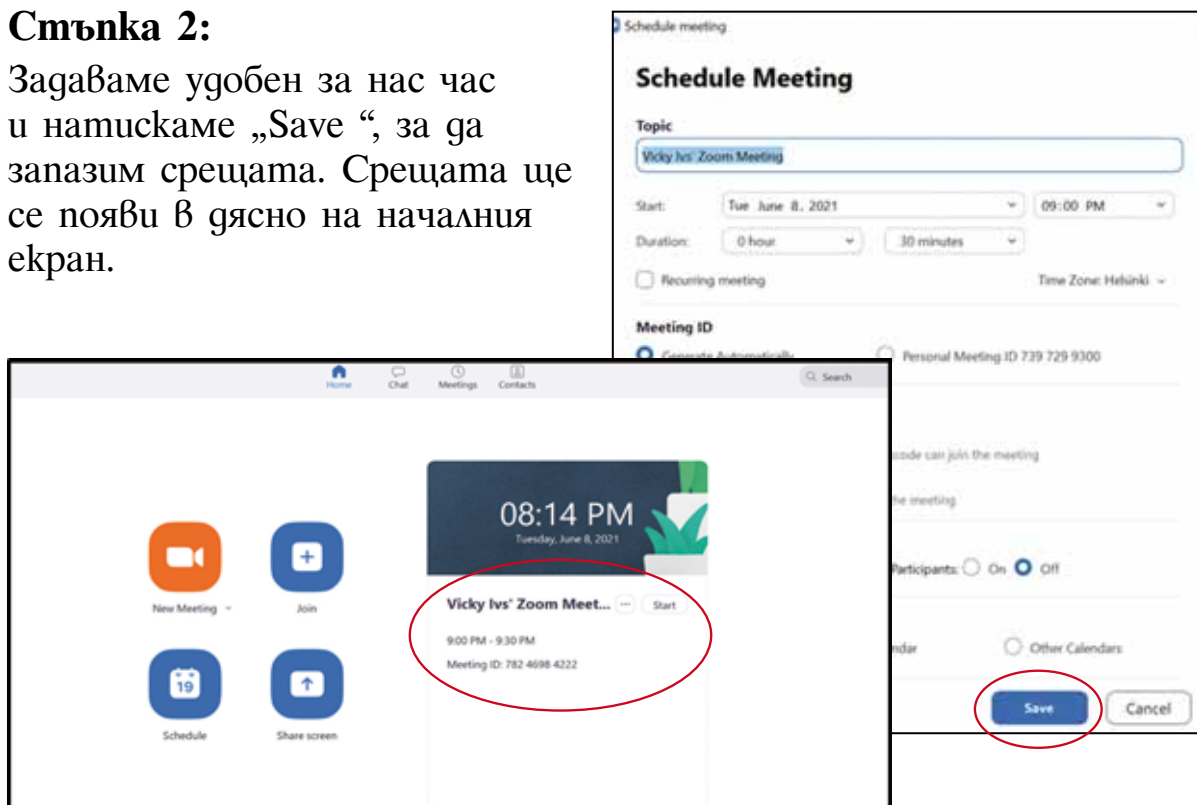 Стъпка 2:
Задаваме удобен за нас час
и натискаме „Save “, за да
запазим срещата. Срещата ще
се появи в дясно на началния
екран.
Schedule meeting
Schedule Meeting
Topic
Vicky Ivs' Zoom Meeting
Start: Tue June 8, 2021 09:00 PM
Duration: 0 hour 30 minutes
Recurring meeting Time Zone: Helsinki
Meeting ID
Generate Automatically Personal Meeting ID 739 729 9300
code can join the meeting
the meeting
Participants: On Off
ndar Other Calendars
Save Cancel
Home Chat Meetings Contacts Search
08:14 PM
Tuesday, June 8, 2021
New Meeting Join
Vicky Ivs' Zoom Meet... ... Start
9:00 PM - 9:30 PM
Meeting ID: 782 4698 4222
19
Schedule Share screen